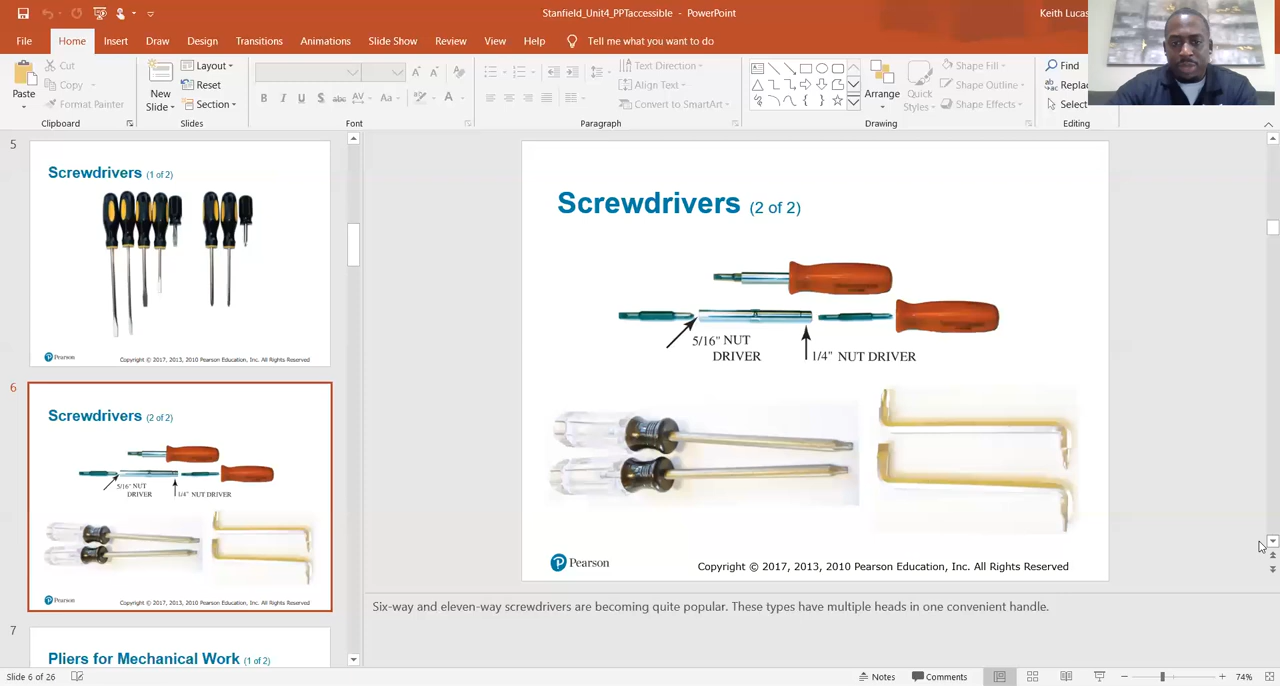 Stanfield_Unit4_PPTaccessible - PowerPoint
Keith Lucas
File Home Insert Draw Design Transitions Animations Slide Show Review View Help Tell me what you want to do
Paste
Cut
Copy
Format Painter
Clipboard
New
Slide
Layout
Reset
Section
Slides
B I U S abc AV Aa A
Font
Text Direction
Align Text
Convert to SmartArt
Paragraph
Arrange
Quick
Styles
Shape Fill
Shape Outline
Shape Effects
Drawing
Find
Replac
Select
Editing
5
Screwdrivers (1 of 2)
Pearson
Copyright © 2017, 2013, 2010 Pearson Education, Inc. All Rights Reserved
6
Screwdrivers (2 of 2)
5/16" NUT
DRIVER
1/4" NUT DRIVER
Pearson
Copyright © 2017, 2013, 2010 Pearson Education, Inc. All Rights Reserved
7
Pliers for Mechanical Work (1 of 2)
Screwdrivers (2 of 2)
5/16" NUT
DRIVER
1/4" NUT DRIVER
Pearson
Copyright © 2017, 2013, 2010 Pearson Education, Inc. All Rights Reserved
Six-way and eleven-way screwdrivers are becoming quite popular. These types have multiple heads in one convenient handle.
Slide 6 of 26
Notes
Comments
74%